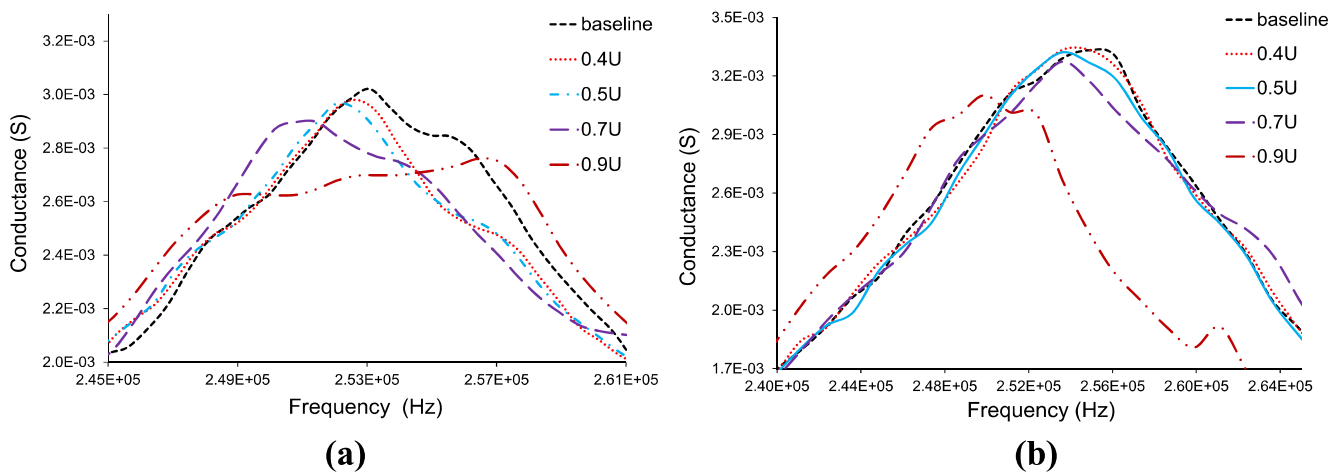 3.2E-03
3.0E-03
2.8E-03
2.6E-03
2.4E-03
2.2E-03
2.0E-03
Conductance (S)
2.45E+05 2.49E+05 2.53E+05 2.57E+05 2.61E+05
Frequency (Hz)
baseline
0.4U
0.5U
0.7U
0.9U
(a)
3.5E-03
3.2E-03
2.9E-03
2.6E-03
2.3E-03
2.0E-03
1.7E-03
Conductance (S)
2.40E+05 2.44E+05 2.48E+05 2.52E+05 2.56E+05 2.60E+05 2.64E+05
Frequency (Hz)
baseline
0.4U
0.5U
0.7U
0.9U
(b)